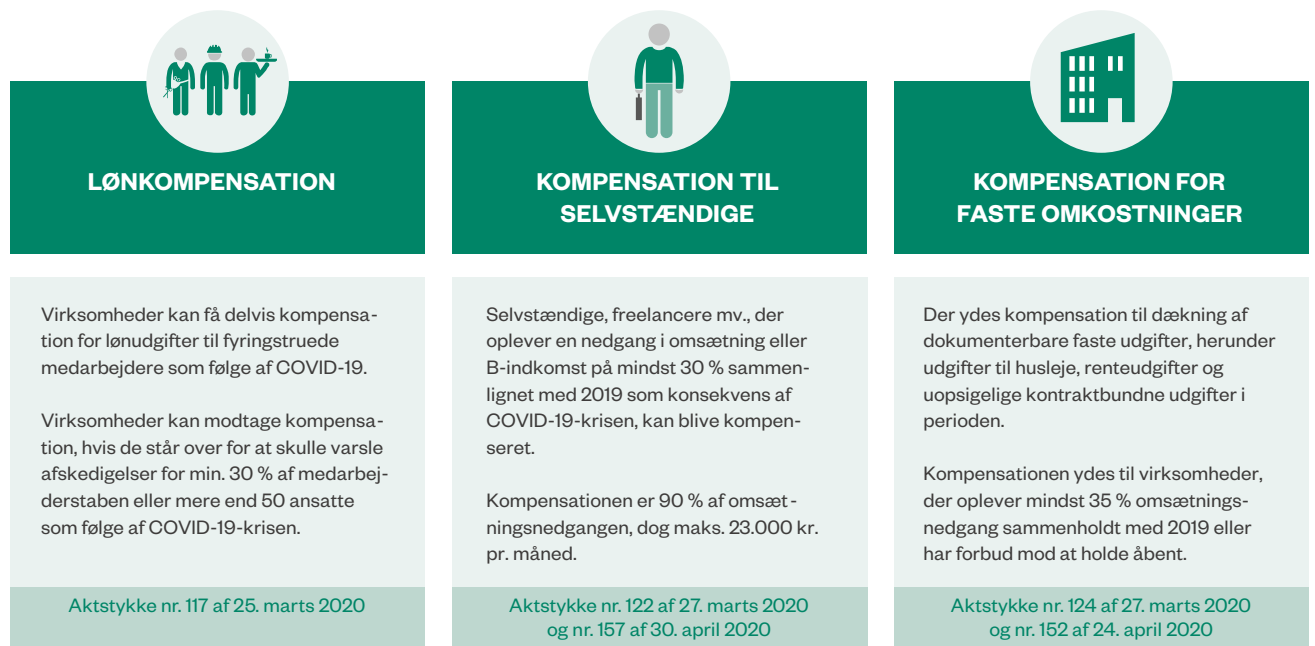 LØNKOMPENSATION
Virksomheder kan få delvis kompensa-
tion for lønudgifter til fyringstruede
medarbejdere som følge af COVID-19.
Virksomheder kan modtage kompensa-
tion, hvis de står over for at skulle varsle
afskedigelser for min. 30 % af medarbej-
derstaben eller mere end 50 ansatte
som følge af COVID-19-krisen.
Aktstykke nr. 117 af 25. marts 2020
KOMPENSATION TIL
SELVSTÆNDIGE
Selvstændige, freelancere mv., der
oplever en nedgang i omsætning eller
B-indkomst på mindst 30 % sammen-
lignet med 2019 som konsekvens af
COVID-19-krisen, kan blive kompen-
seret.
Kompensationen er 90 % af omsæt-
ningsnedgangen, dog maks. 23.000 kr.
pr. måned.
Aktstykke nr. 122 af 27. marts 2020
og nr. 157 af 30. april 2020
KOMPENSATION FOR
FASTE OMKOSTNINGER
Der ydes kompensation til dækning af
dokumenterbare faste udgifter, herunder
udgifter til husleje, renteudgifter og
uopsigelige kontraktbundne udgifter i
perioden.
Kompensationen ydes til virksomheder,
der oplever mindst 35 % omsætnings-
nedgang sammenholdt med 2019 eller
har forbud mod at holde åbent.
Aktstykke nr. 124 af 27. marts 2020
og nr. 152 af 24. april 2020